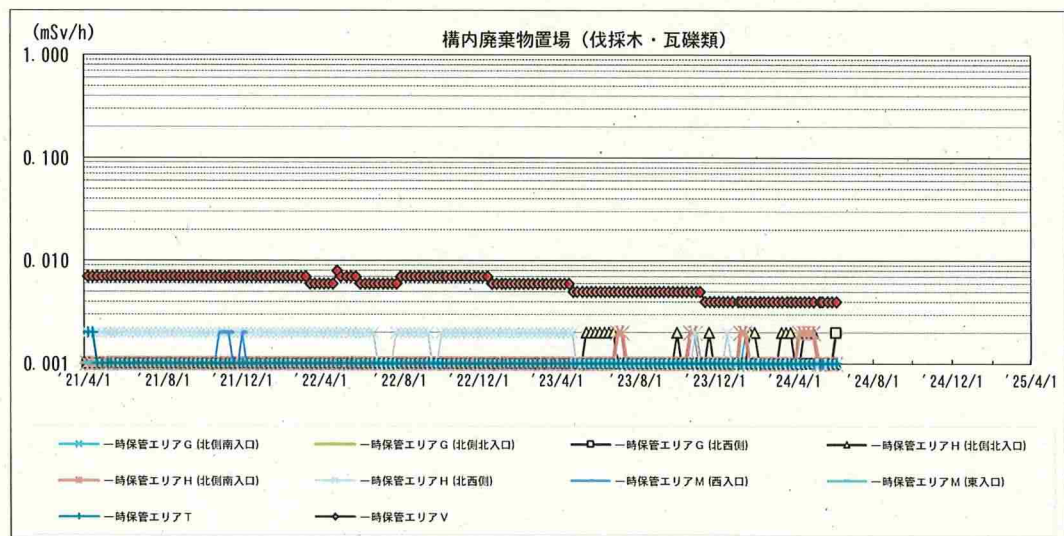 (mSv/h)
構内廃棄物置場（伐採木・瓦礫類）
1.000
0.100
0.010
0.001
'21/4/1 '21/8/1 '21/12/1 '22/4/1 '22/8/1 '22/12/1 '23/4/1 '23/8/1 '23/12/1 '24/4/1 '24/8/1 '24/12/1 '25/4/1
一時保管エリアG(北側南入口) 一時保管エリアG(北側北入口) 一時保管エリアG(北西側) 一時保管エリアH(北側北入口)
一時保管エリアH(北側南入口) 一時保管エリアH(北西側) 一時保管エリアM(西入口) 一時保管エリアM(東入口)
一時保管エリアT 一時保管エリアV